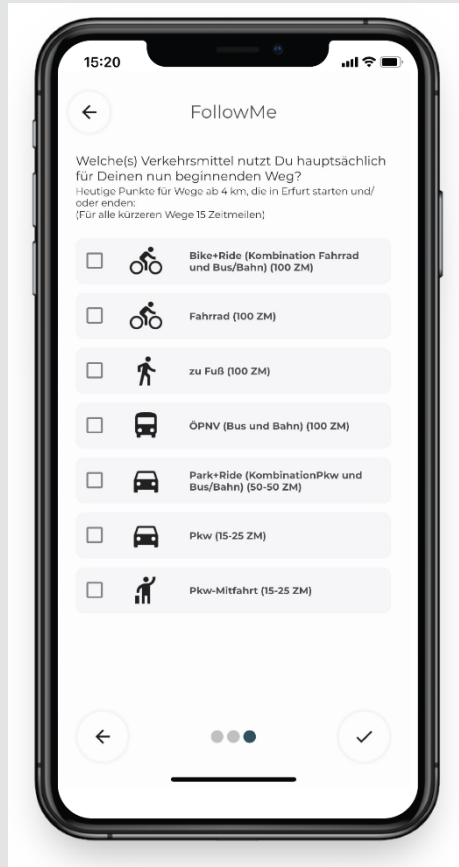 15:20
FollowMe
Welche(s) Verkehrsmittel nutzt Du hauptsächlich
für Deinen nun beginnenden Weg?
Heutige Punkte für Wege ab 4 km, die in Erfurt starten und/
oder enden:
(Für alle kürzeren Wege 15 Zeitmeilen)
Bike+Ride (Kombination Fahrrad
und Bus/Bahn) (100 ZM)
Fahrrad (100 ZM)
zu Fuß (100 ZM)
ÖPNV (Bus und Bahn) (100 ZM)
Park+Ride (KombinationPkw und
Bus/Bahn) (50-50 ZM)
Pkw (15-25 ZM)
Pkw-Mitfahrt (15-25 ZM)